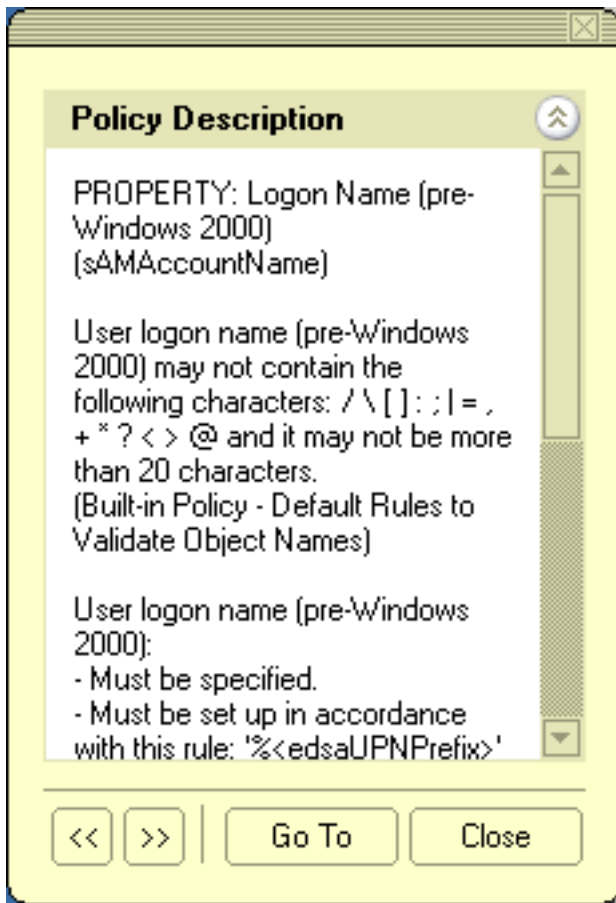 Policy Description
PROPERTY: Logon Name (pre-
Windows 2000)
(sAMAccountName)
User logon name (pre-Windows
2000) may not contain the
following characters: / \ [ ] : ; | = ,
+ * ? < > @ and it may not be more
than 20 characters.
(Built-in Policy - Default Rules to
Validate Object Names)
User logon name (pre-Windows
2000):
- Must be specified.
- Must be set up in accordance
with this rule: '%<edsaUPNPrefix>'
<< >> Go To Close